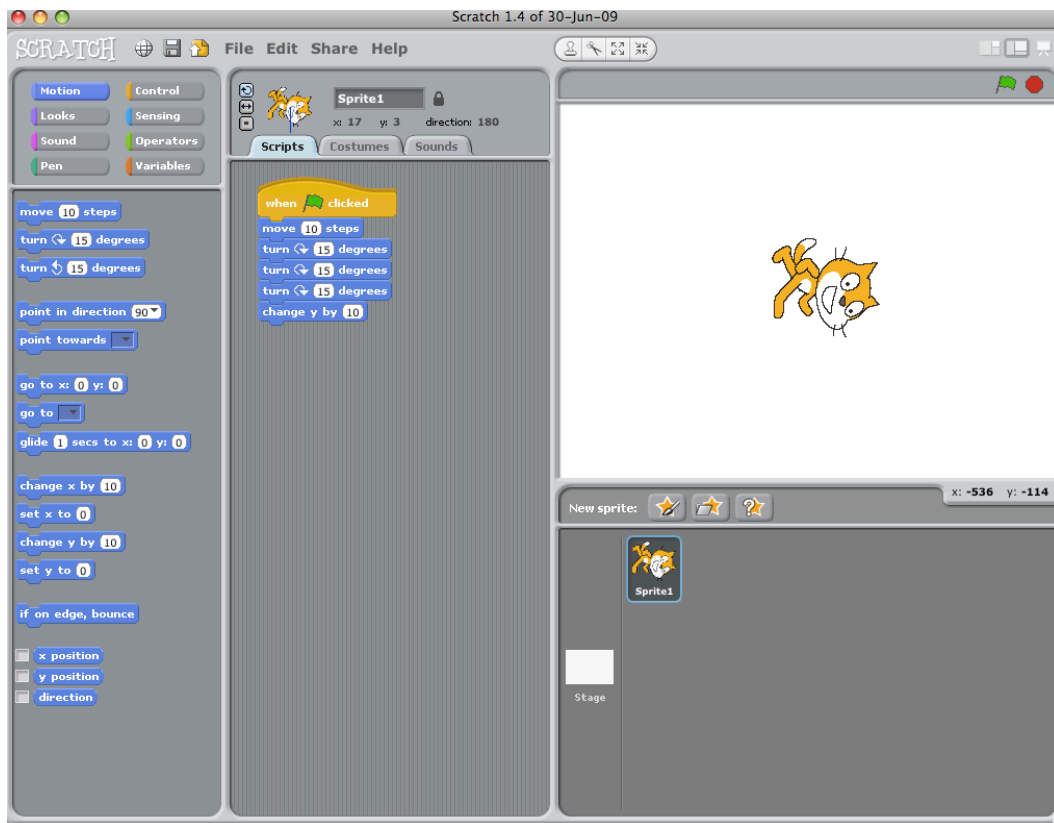 Scratch 1.4 of 30-Jun-09
SCRATCH File Edit Share Help
Motion Control
Looks Sensing
Sound Operators
Pen Variables
move 10 steps
turn 15 degrees
turn 15 degrees
point in direction 90
point towards
go to x: 0 y: 0
go to
glide 1 secs to x: 0 y: 0
change x by 10
set x to 0
change y by 10
set y to 0
if on edge, bounce
x position
y position
direction
Sprite1
x: 17 y: 3 direction: 180
Scripts Costumes Sounds
when clicked
move 10 steps
turn 15 degrees
turn 15 degrees
turn 15 degrees
change y by 10
x: -536 y: -114
New sprite:
Sprite1
Stage